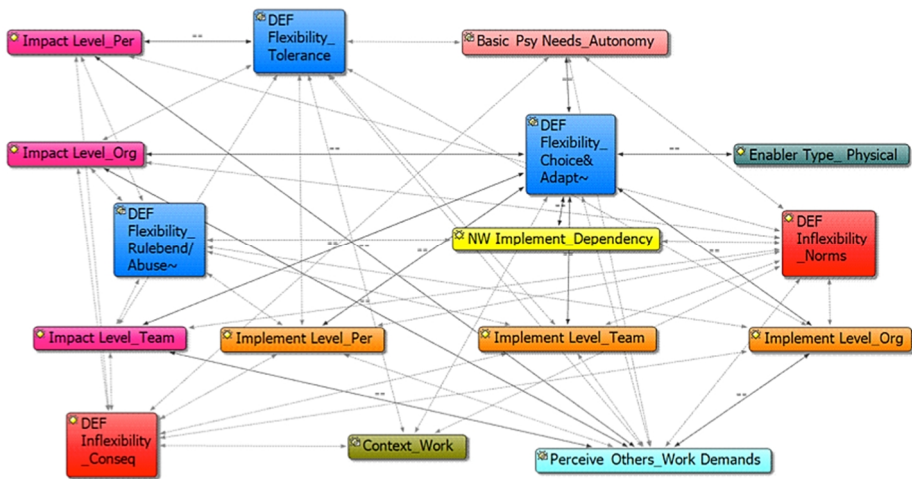 Impact Level_Per
--
DEF
Flexibility_
Tolerance
Basic Psy Needs_Autonomy
--
Impact Level_Org
--
DEF
Flexibility_
Choice&
Adapt~
--
Enabler Type_ Physical
DEF
Flexibility_
Rulebend/
Abuse~
--
--
--
NW Implement_Dependency
--
DEF
Inflexibility
_Norms
--
--
--
Impact Level_Team
Implement Level_Per
Implement Level_Team
Implement Level_Org
--
--
DEF
Inflexibility
_Conseq
Context_Work
Perceive Others_Work Demands